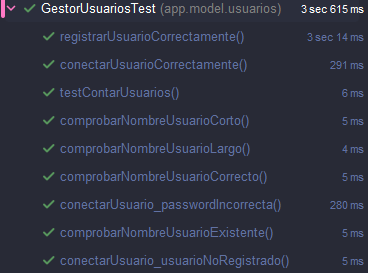 GestorUsuariosTest (app.model.usuarios) 3 sec 615 ms
registrarUsuarioCorrectamente() 3 sec 14 ms
conectarUsuarioCorrectamente() 291 ms
testContarUsuarios() 6 ms
comprobarNombreUsuarioCorto() 5 ms
comprobarNombreUsuarioLargo() 4 ms
comprobarNombreUsuarioCorrecto() 5 ms
conectarUsuario_passwordIncorrecta() 280 ms
comprobarNombreUsuarioExistente() 5 ms
conectarUsuario_usuarioNoRegistrado() 5 ms